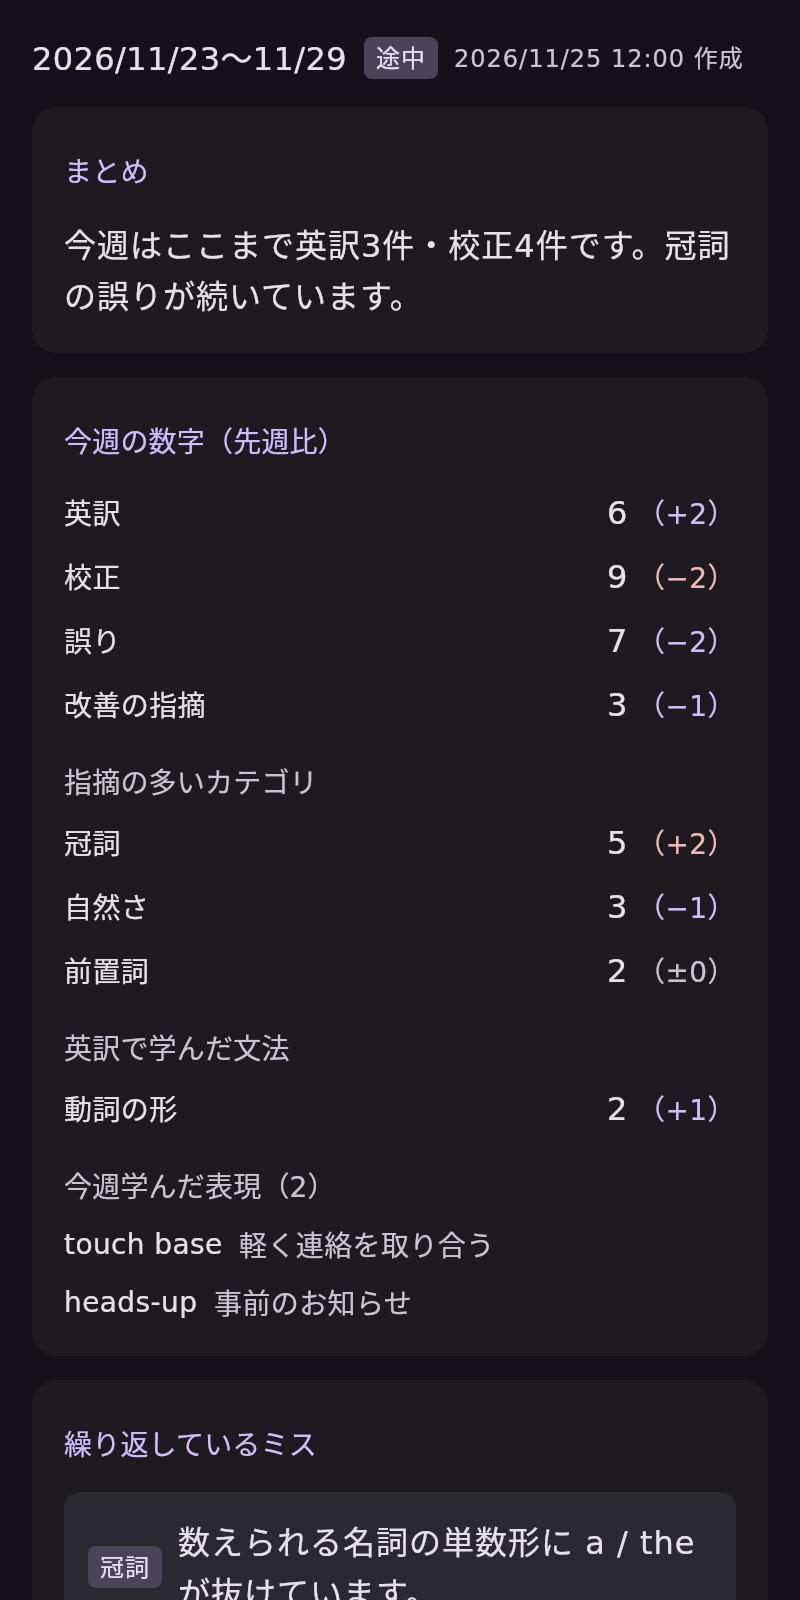 2026/11/23〜11/29 途中 2026/11/25 12:00 作成
まとめ
今週はここまで英訳3件・校正4件です。冠詞
の誤りが続いています。
今週の数字（先週比）
英訳 6 （+2）
校正 9 （−2）
誤り 7 （−2）
改善の指摘 3 （−1）
指摘の多いカテゴリ
冠詞 5 （+2）
自然さ 3 （−1）
前置詞 2 （±0）
英訳で学んだ文法
動詞の形 2 （+1）
今週学んだ表現（2）
touch base 軽く連絡を取り合う
heads-up 事前のお知らせ
繰り返しているミス
冠詞 数えられる名詞の単数形に a / the
が抜けています。